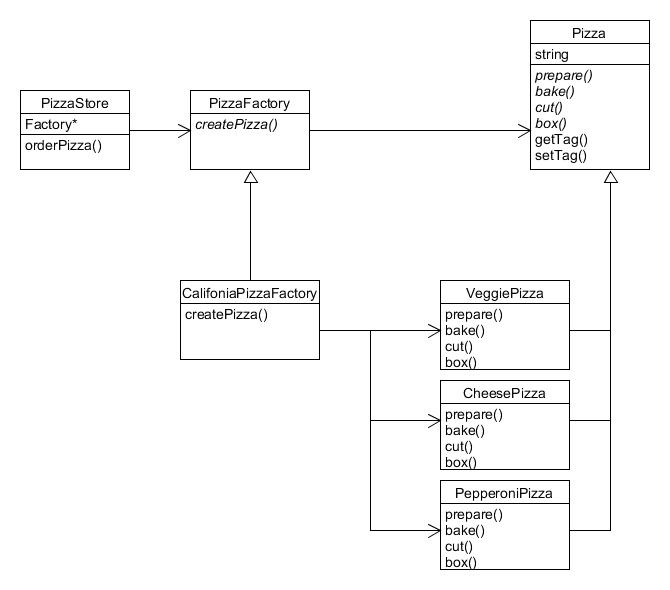 Pizza
string
prepare()
bake()
cut()
box()
getTag()
setTag()
PizzaStore
Factory*
orderPizza()
PizzaFactory
createPizza()
CalifoniaPizzaFactory
createPizza()
VeggiePizza
prepare()
bake()
cut()
box()
CheesePizza
prepare()
bake()
cut()
box()
PepperoniPizza
prepare()
bake()
cut()
box()